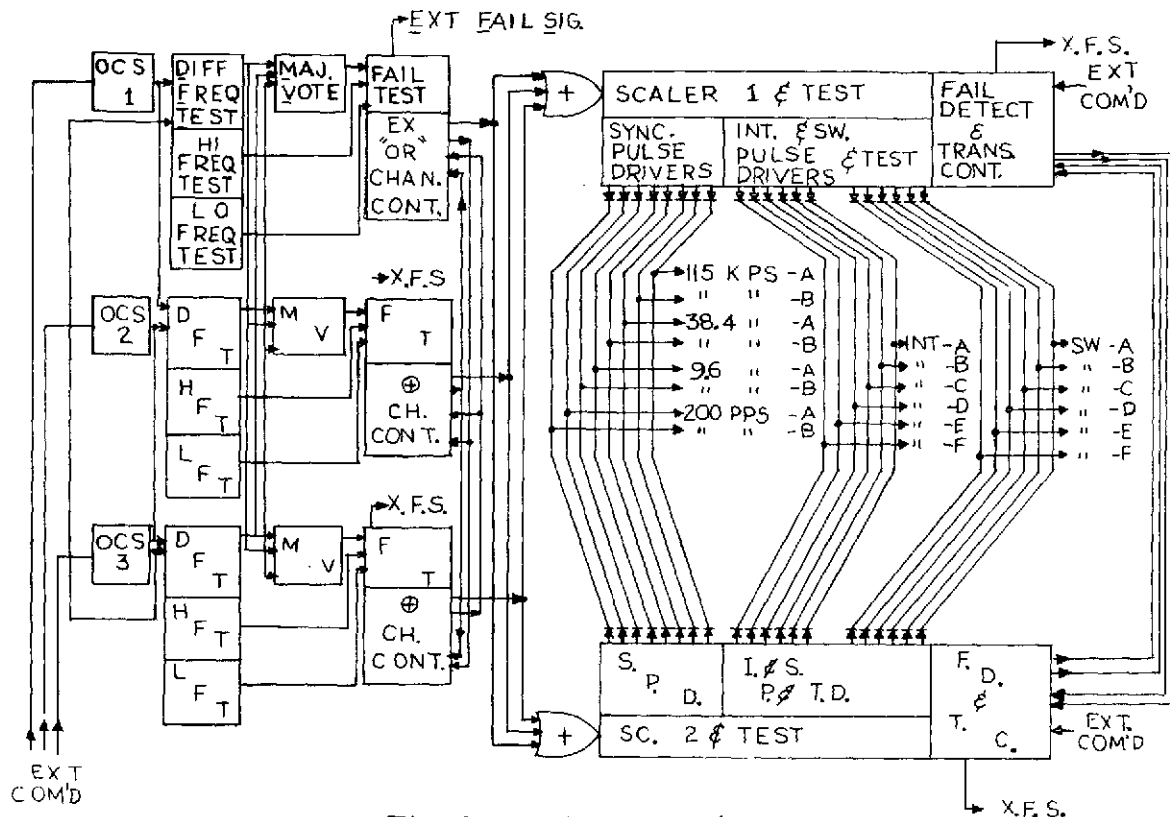 EXT FAIL SIG.
OCS
1
DIFF
FREQ
TEST
HI
FREQ
TEST
LO
FREQ
TEST
MAJ.
VOTE
FAIL
TEST
EX
"OR"
CHAN.
CONT.
+
SCALER 1 & TEST
SYNC-
PULSE
DRIVERS
INT. & SW.
PULSE & TEST
DRIVERS
FAIL
DETECT
&
TRANS.
CONT.
X.F.S.
EXT
COM'D
OCS
2
D
F
T
H
F
T
L
F
T
M
V
X.F.S
F
T
⊕
CH.
CONT.
115 K PS -A
" " -B
38.4 " -A
" " -B
9.6 " -A
" " -B
200 PPS -A
" " -B
INT-A
" -B
" -C
" -D
" -E
" -F
SW -A
" -B
" -C
" -D
" -E
" -F
OCS
3
D
F
T
H
F
T
L
F
T
M
V
X.F.S.
F
T
⊕
CH.
CONT.
+
S.
P.
D.
I. & S.
P. & T. D.
SC. 2 & TEST
F.
D.
&
T.
C.
EXT.
COM'D
X.F.S.
EXT
COM'D